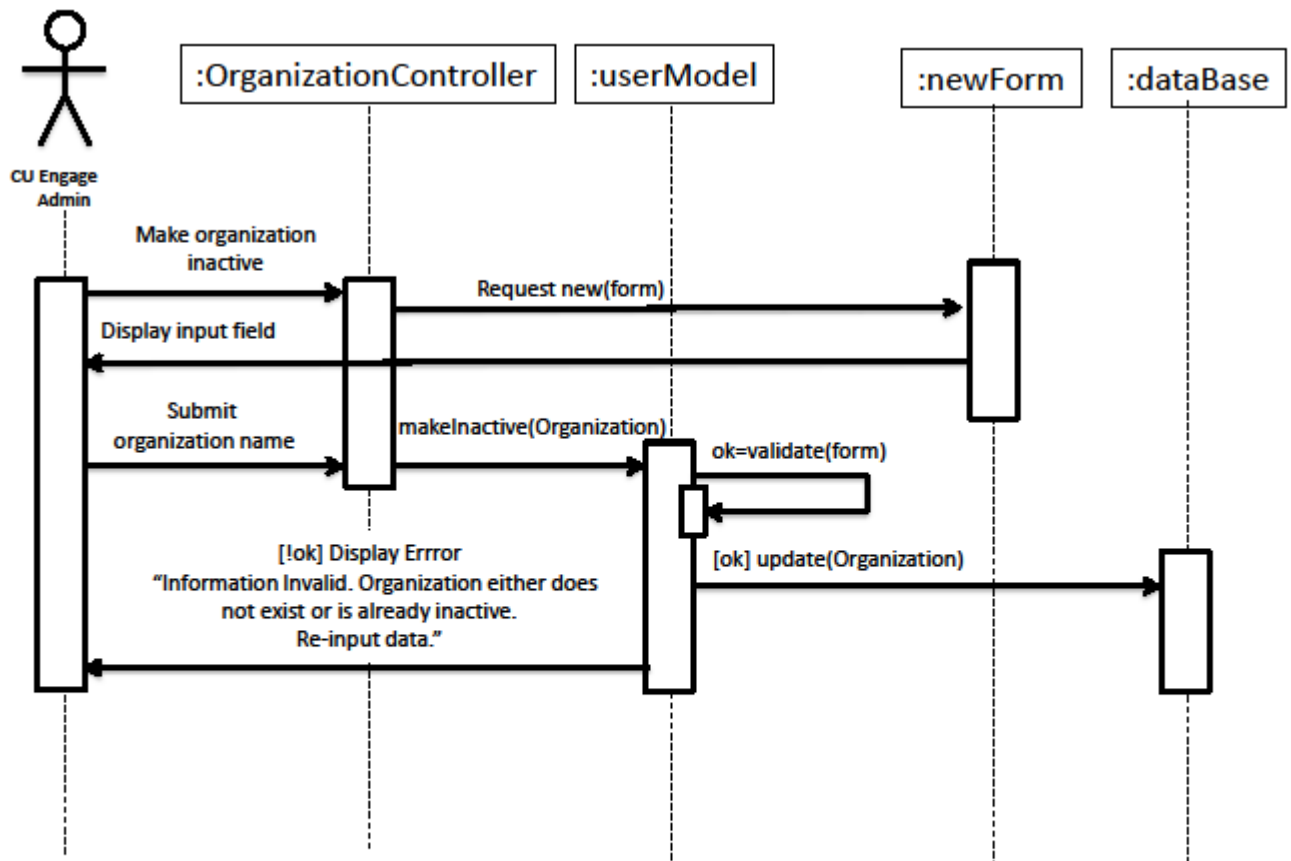 :OrganizationController
:userModel
:newForm
:dataBase
CU Engage
Admin
Make organization
inactive
Request new(form)
Display input field
Submit
organization name
makeInactive(Organization)
ok=validate(form)
[!ok] Display Errror
“Information Invalid. Organization either does
not exist or is already inactive.
Re-input data.”
[ok] update(Organization)